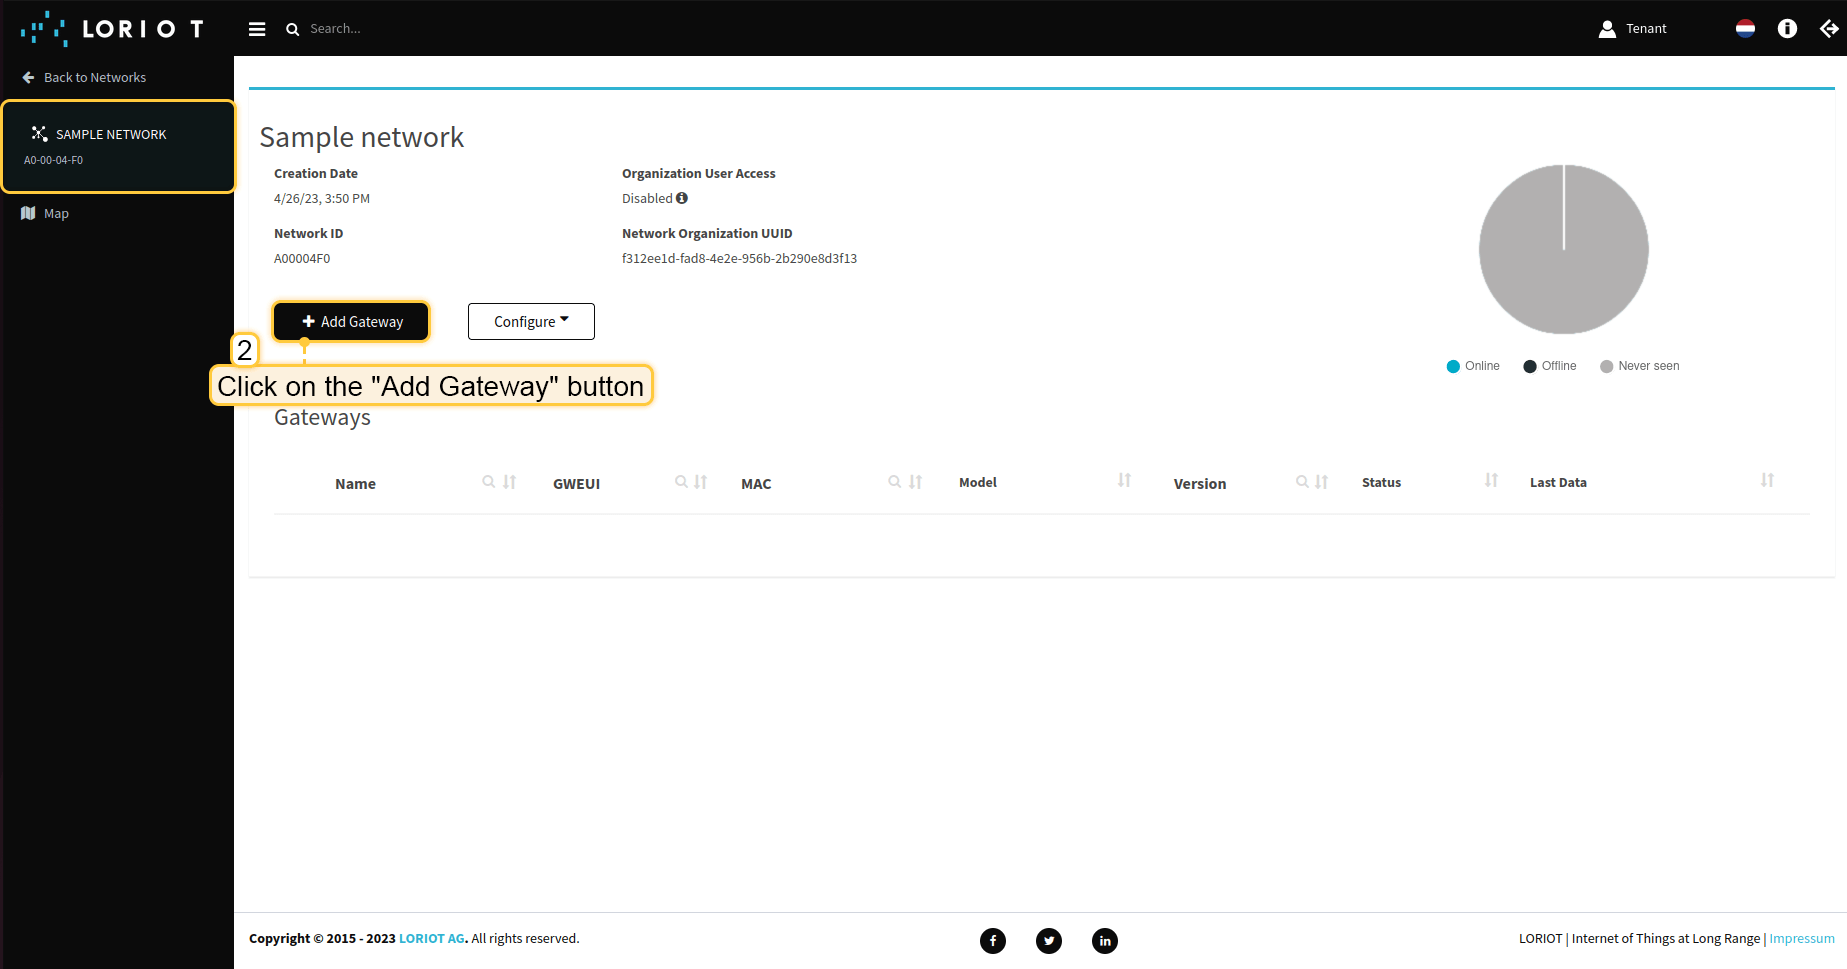 LORIOT
Search...
Tenant
Back to Networks
SAMPLE NETWORK
A0-00-04-F0
Map
Sample network
Creation Date
4/26/23, 3:50 PM
Organization User Access
Disabled
Network ID
A00004F0
Network Organization UUID
f312ee1d-fad8-4e2e-956b-2b290e8d3f13
Add Gateway
Configure
2
Click on the "Add Gateway" button
Online Offline Never seen
Gateways
Name GWEUI MAC Model Version Status Last Data
Copyright © 2015 - 2023 LORIOT AG. All rights reserved.
LORIOT | Internet of Things at Long Range | Impressum